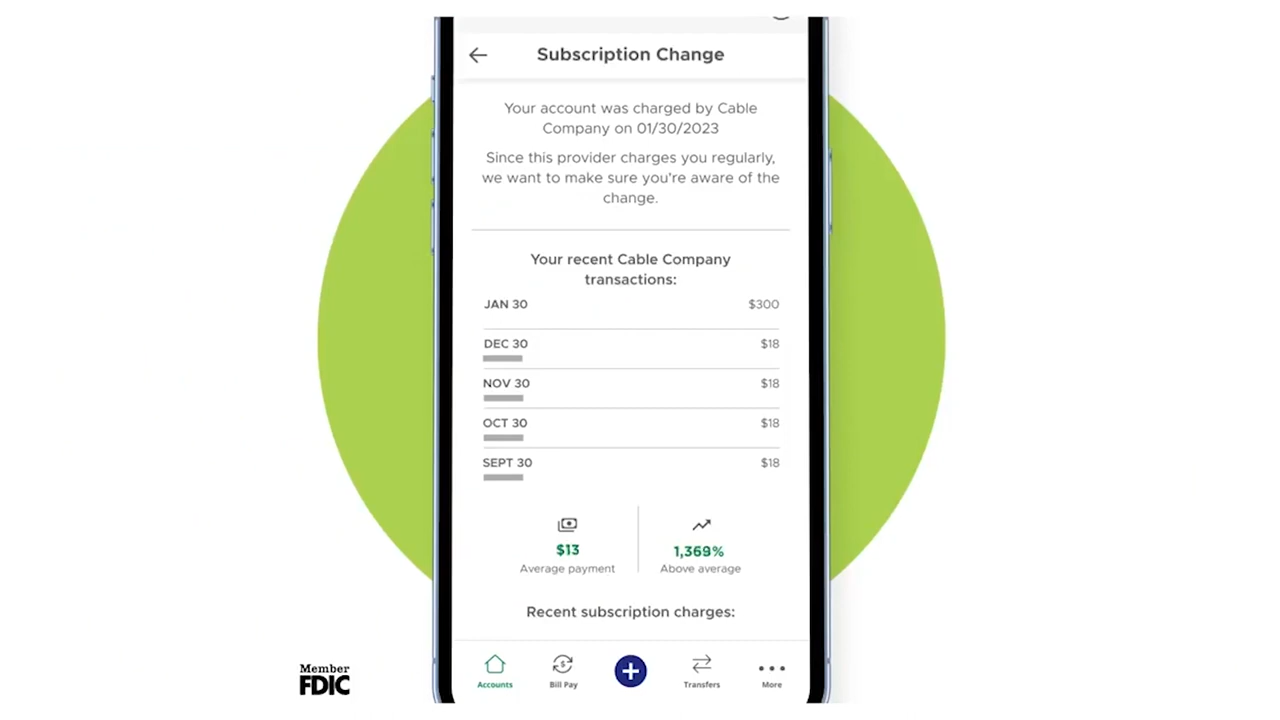 Subscription Change
Your account was charged by Cable
Company on 01/30/2023
Since this provider charges you regularly,
we want to make sure you're aware of the
change.
Your recent Cable Company
transactions:
JAN 30 $300
DEC 30 $18
NOV 30 $18
OCT 30 $18
SEPT 30 $18
$13 1,369%
Average payment Above average
Recent subscription charges:
Accounts Bill Pay Transfers More
Member
FDIC